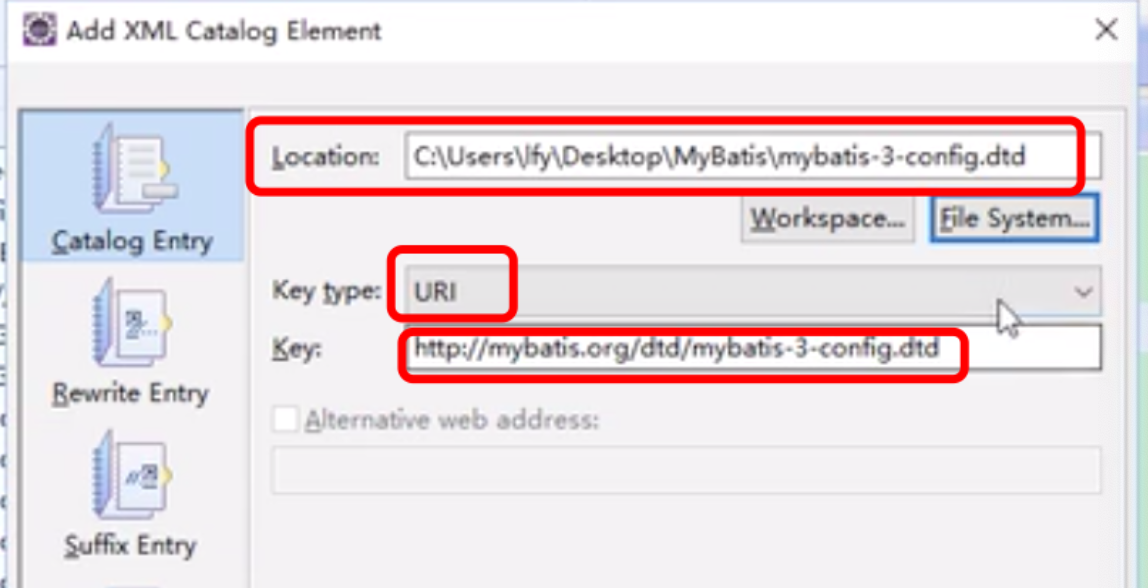 Add XML Catalog Element
Location: C:\Users\lfy\Desktop\MyBatis\mybatis-3-config.dtd
Workspace... File System...
Catalog Entry
Key type: URI
Key: http://mybatis.org/dtd/mybatis-3-config.dtd
Rewrite Entry
Alternative web address:
Suffix Entry